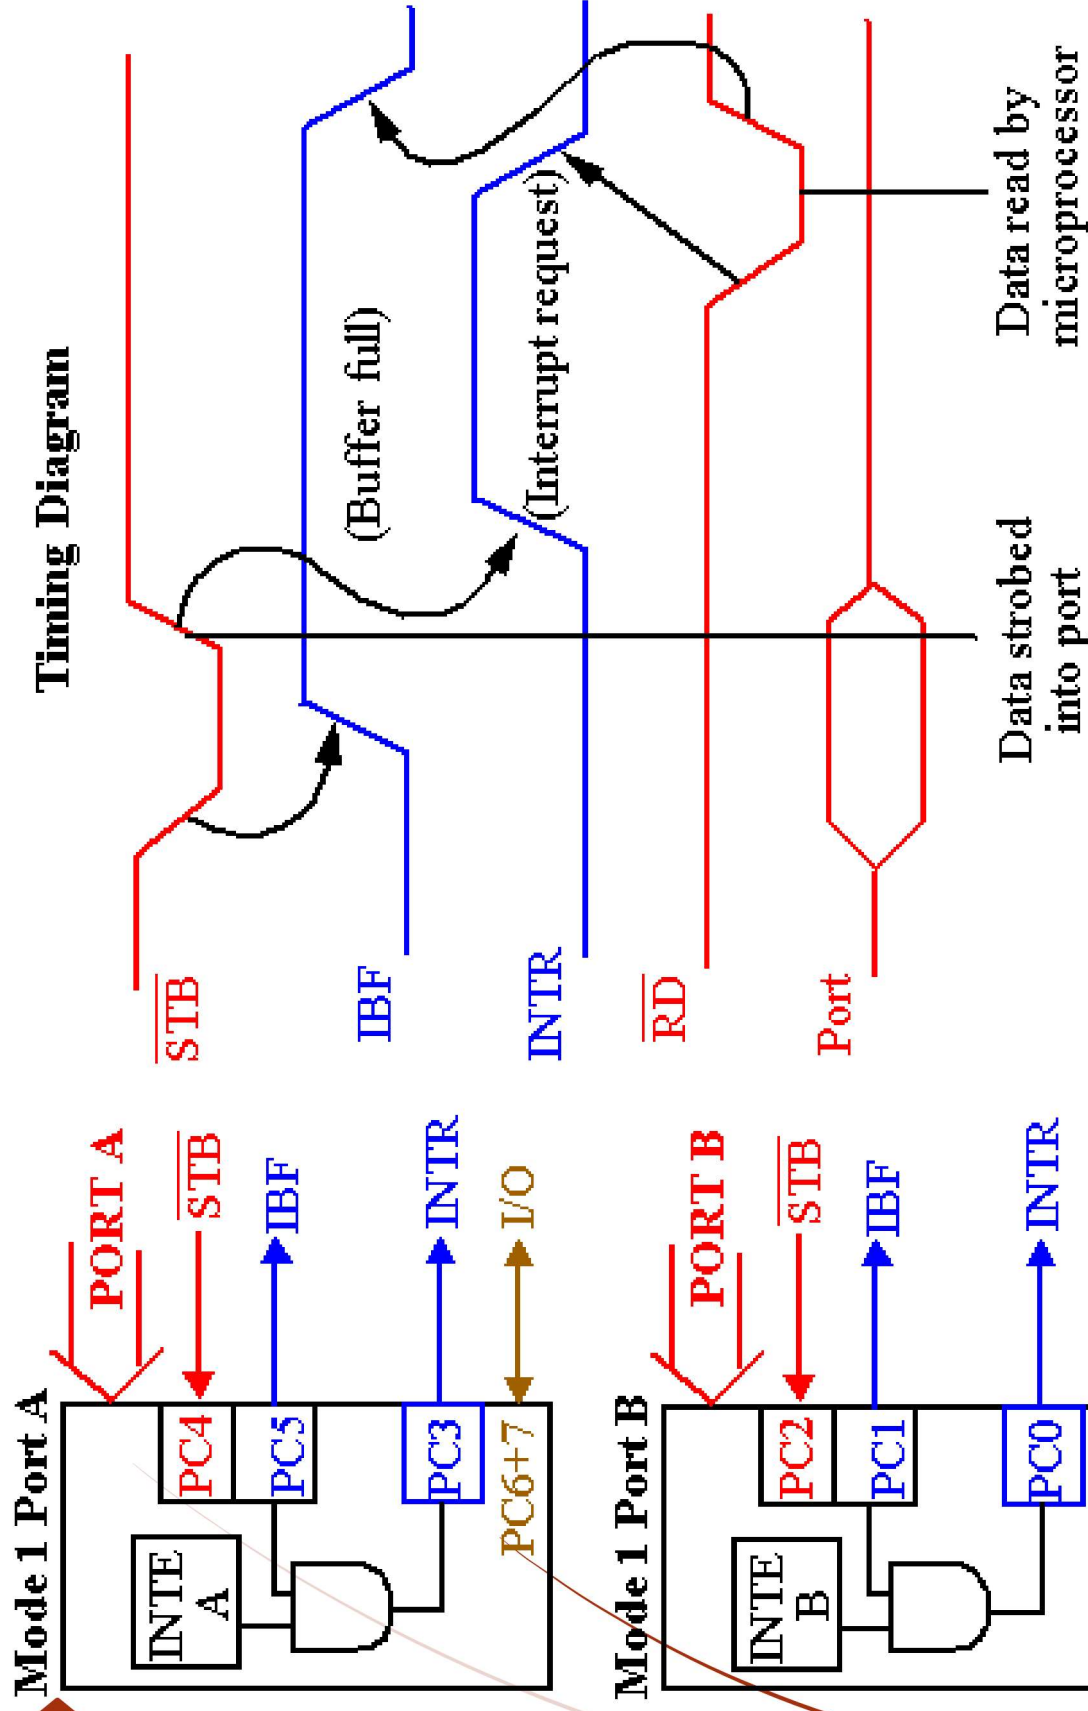 Mode 1 Port A
INTE
A
PC4
PC5
PC3
PC6+7
PORT A
STB
IBF
INTR
I/O
Mode 1 Port B
INTE
B
PC2
PC1
PC0
PORT B
STB
IBF
INTR
Timing Diagram
STB
IBF
(Buffer full)
INTR
(Interrupt request)
RD
Port
Data strobed
into port
Data read by
microprocessor